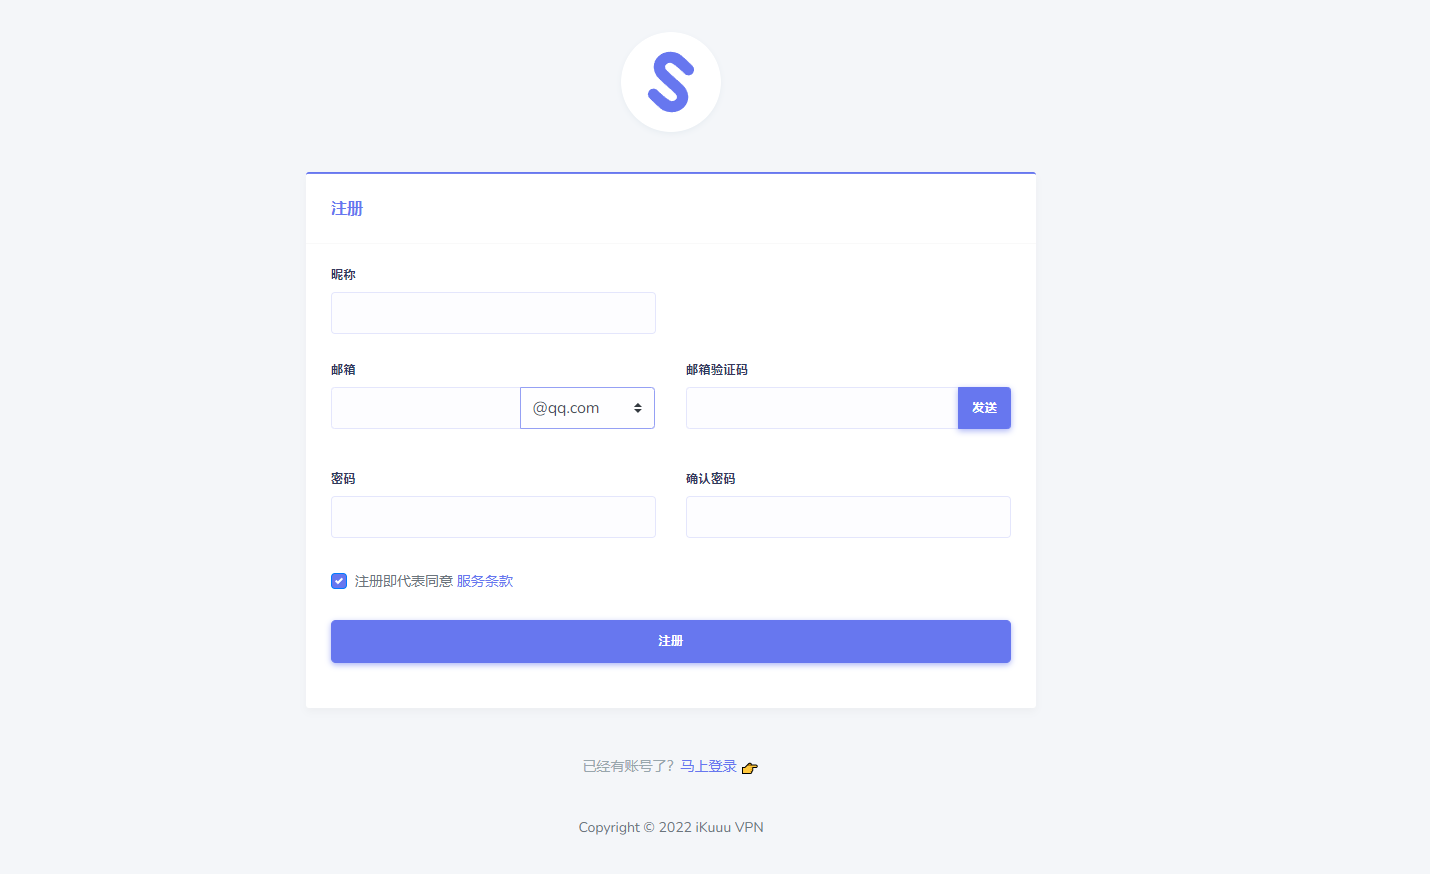 注册
昵称
邮箱
邮箱验证码
@qq.com
发送
密码
确认密码
注册即代表同意 服务条款
注册
已经有账号了？马上登录 👉
Copyright © 2022 iKuuu VPN